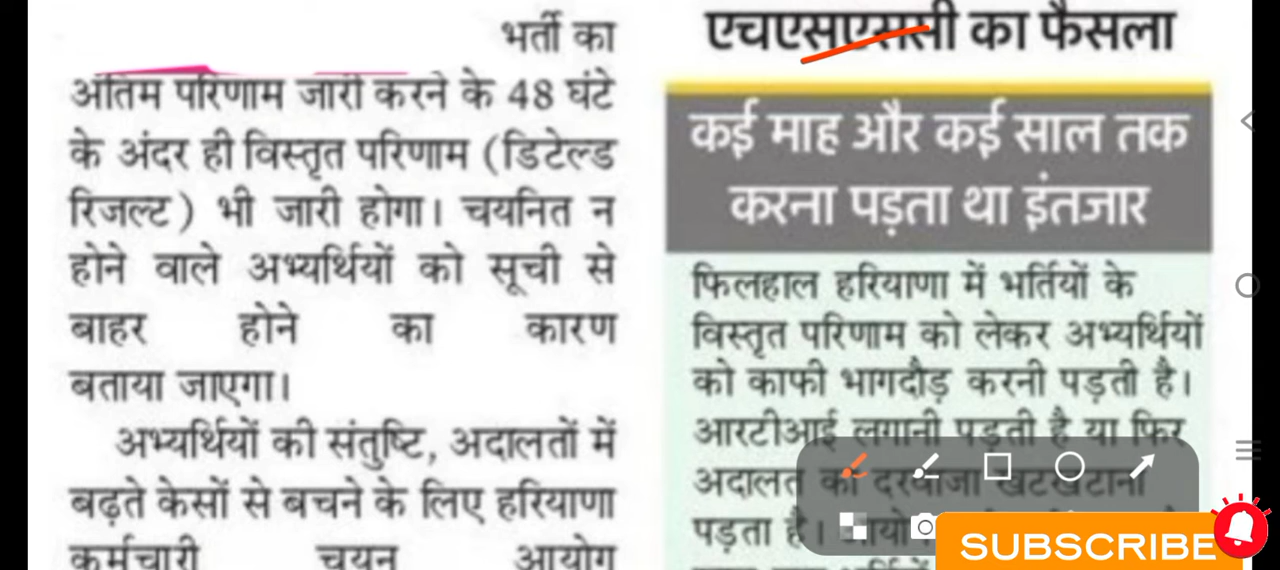 भर्ती का
अंतिम परिणाम जारी करने के 48 घंटे
के अंदर ही विस्तृत परिणाम (डिटेल्ड
रिजल्ट) भी जारी होगा। चयनित न
होने वाले अभ्यर्थियों को सूची से
बाहर होने का कारण
बताया जाएगा।
अभ्यर्थियों की संतुष्टि, अदालतों में
बढ़ते केसों से बचने के लिए हरियाणा
कर्मचारी चयन आयोग
एचएसएससी का फैसला
कई माह और कई साल तक
करना पड़ता था इंतजार
फिलहाल हरियाणा में भर्तियों के
विस्तृत परिणाम को लेकर अभ्यर्थियों
को काफी भागदौड़ करनी पड़ती है।
आरटीआई लगानी पड़ती है या फिर
अदालत का दरवाजा खटखटाना
पड़ता है।
SUBSCRIBE